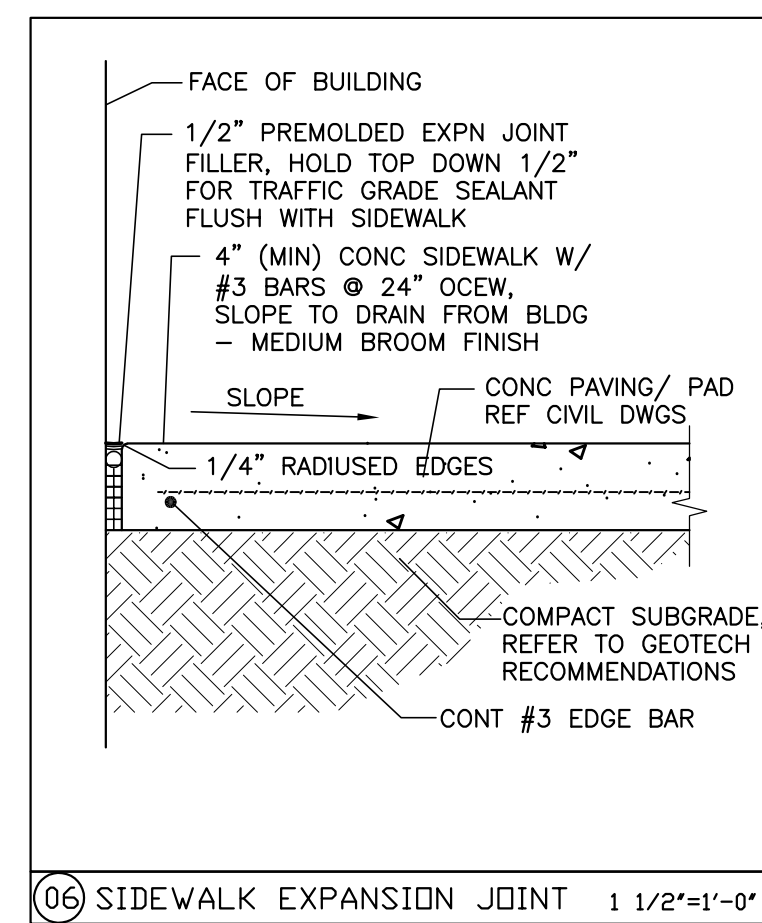 FACE OF BUILDING
1/2" PREMOLDED EXPN JOINT
FILLER, HOLD TOP DOWN 1/2"
FOR TRAFFIC GRADE SEALANT
FLUSH WITH SIDEWALK
4" (MIN) CONC SIDEWALK W/
#3 BARS @ 24" OCEW,
SLOPE TO DRAIN FROM BLDG
– MEDIUM BROOM FINISH
SLOPE
CONC PAVING/ PAD
REF CIVIL DWGS
1/4" RADIUSED EDGES
COMPACT SUBGRADE,
REFER TO GEOTECH
RECOMMENDATIONS
CONT #3 EDGE BAR
06 SIDEWALK EXPANSION JOINT 1 1/2"=1'-0"